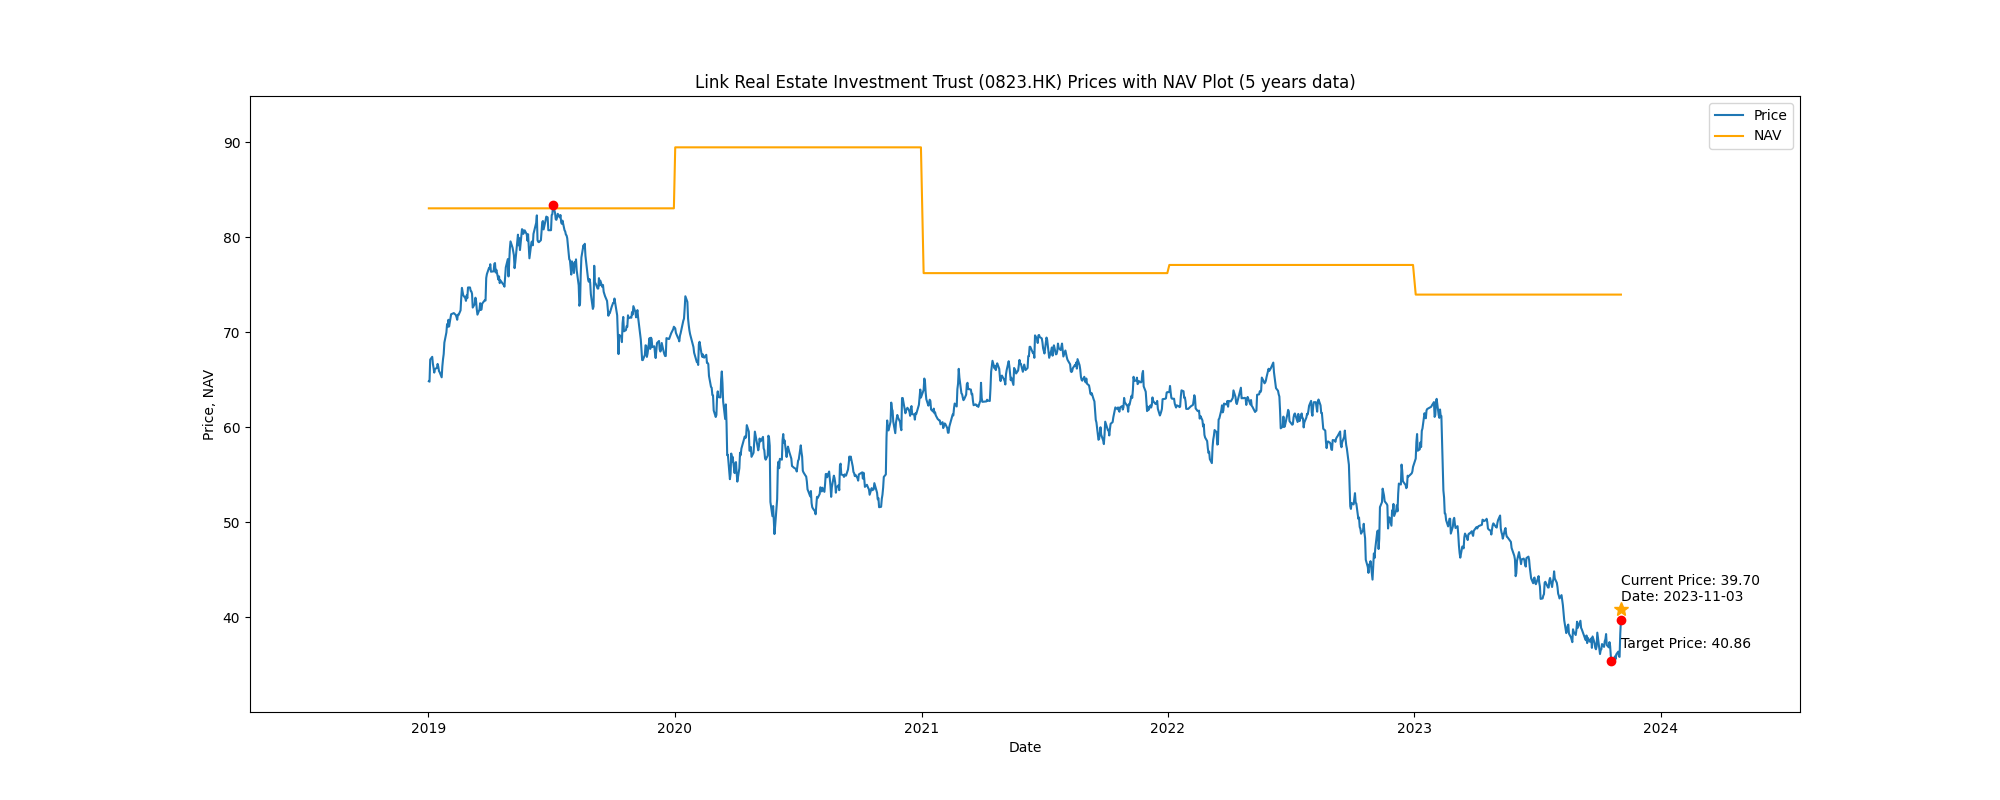 Link Real Estate Investment Trust (0823.HK) Prices with NAV Plot (5 years data)
Price
NAV
90
80
70
60
50
40
Price, NAV
Current Price: 39.70
Date: 2023-11-03
Target Price: 40.86
2019
2020
2021
2022
2023
2024
Date